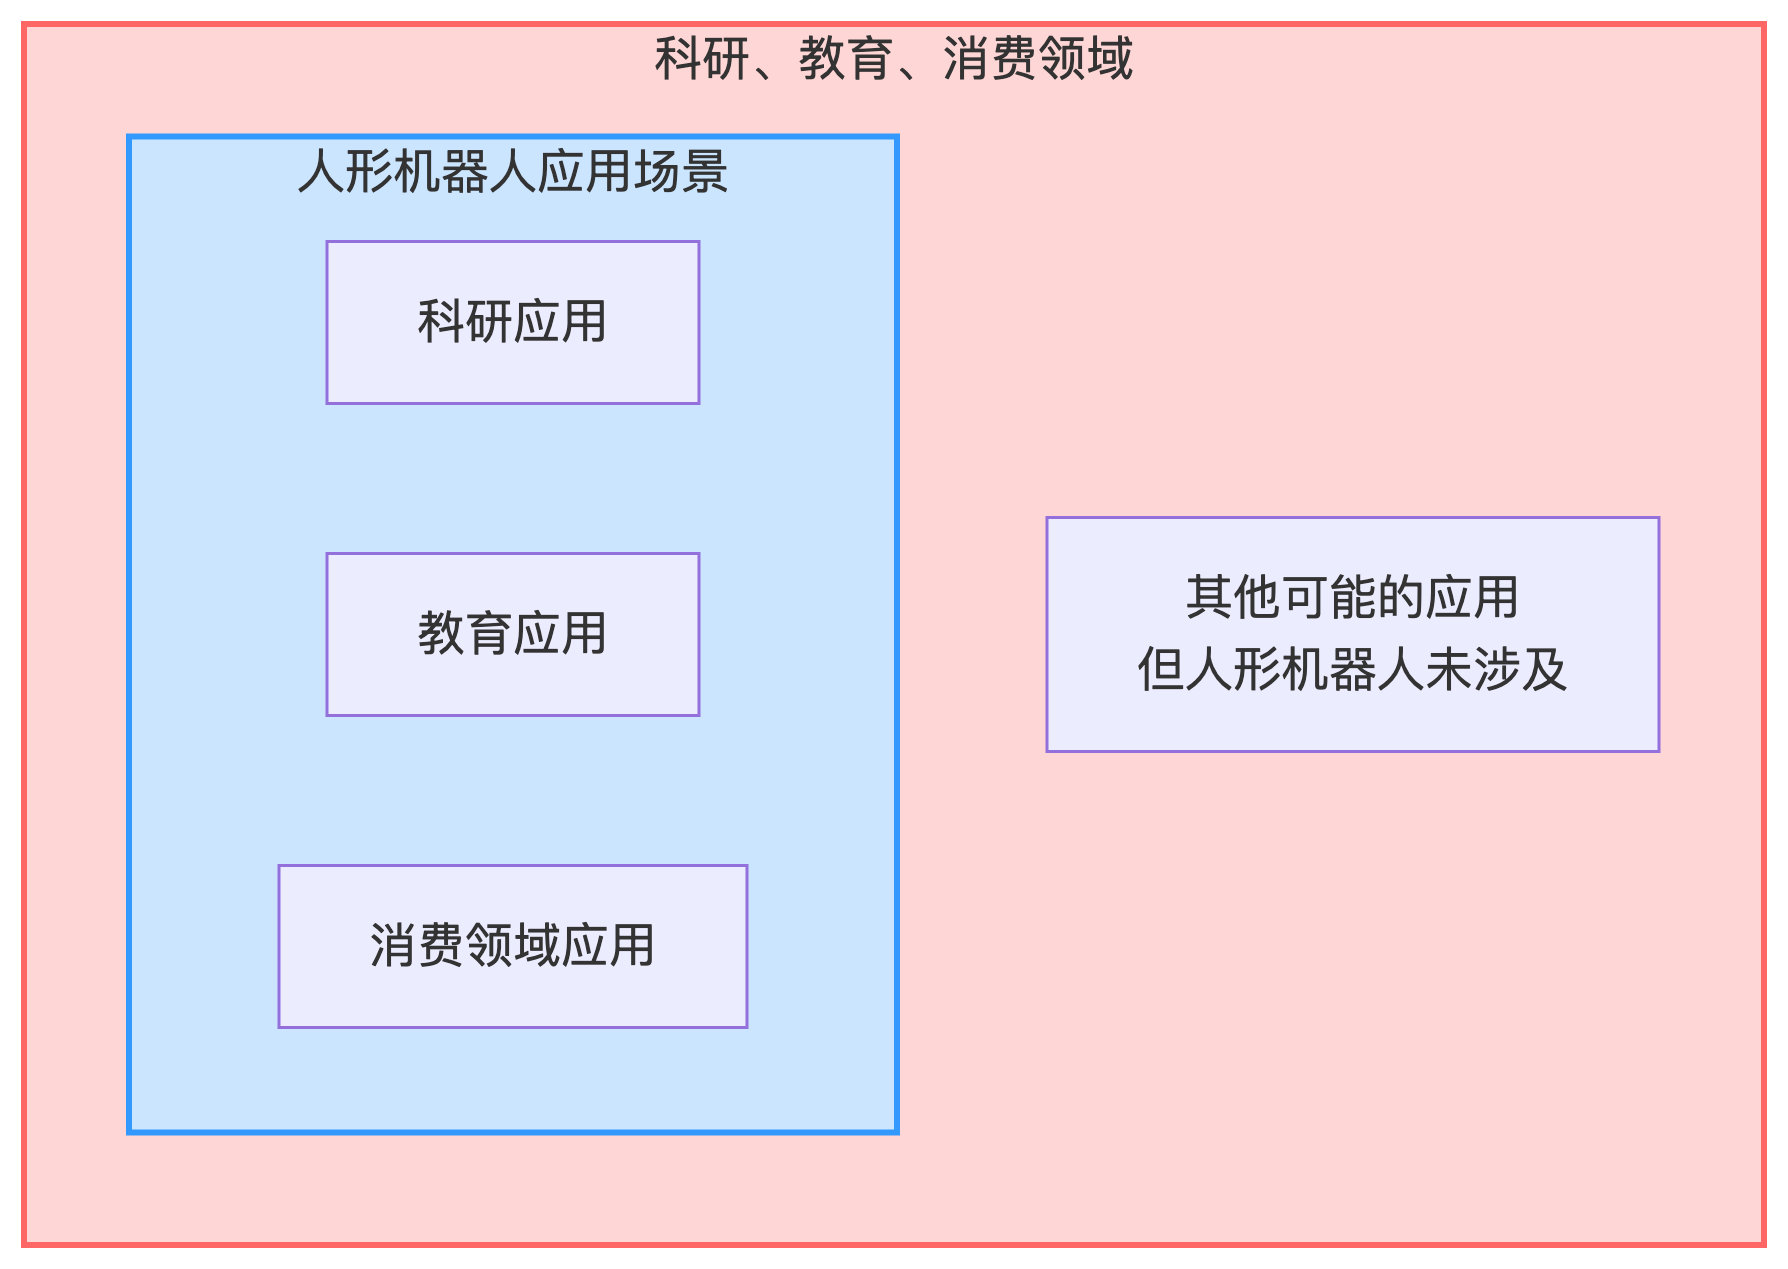 科研、教育、消费领域
人形机器人应用场景
科研应用
教育应用
消费领域应用
其他可能的应用
但人形机器人未涉及